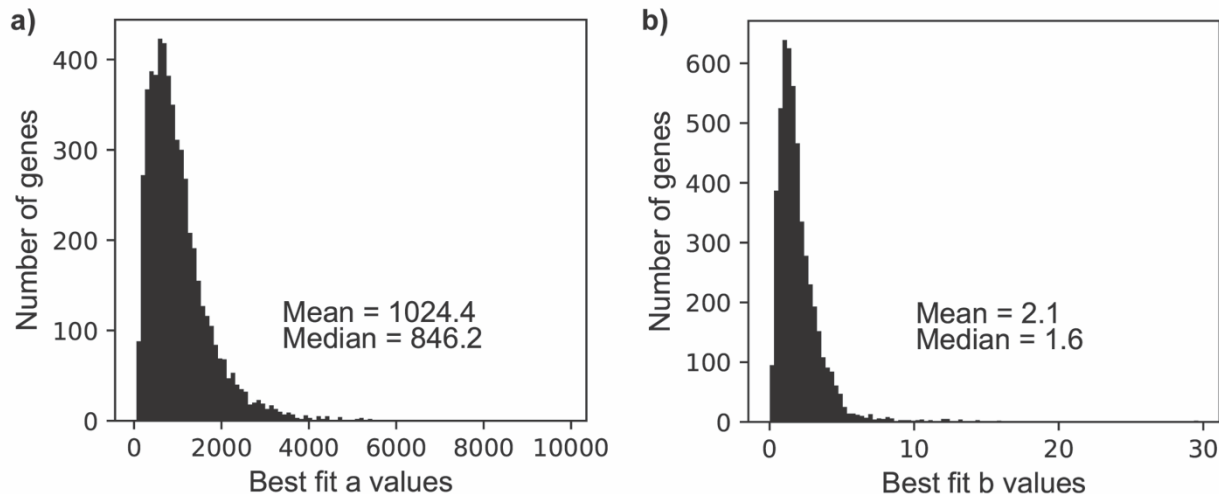 a)
400
300
200
100
0
Number of genes
Mean = 1024.4
Median = 846.2
0 2000 4000 6000 8000 10000
Best fit a values
b)
600
500
400
300
200
100
0
Number of genes
Mean = 2.1
Median = 1.6
0 10 20 30
Best fit b values